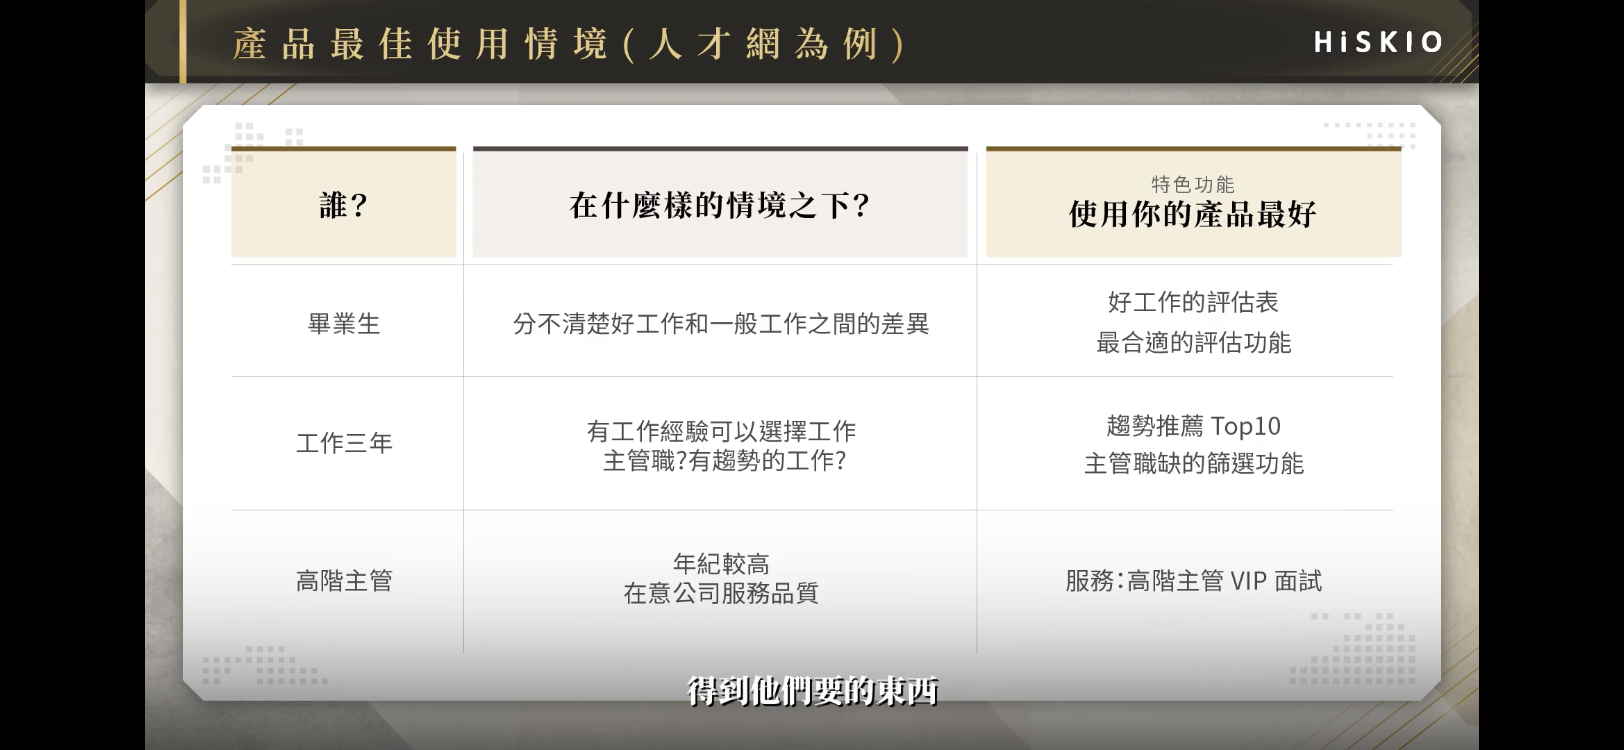 產品最佳使用情境(人才網為例)
HiSKIO
誰?
在什麼樣的情境之下?
特色功能
使用你的產品最好
畢業生
分不清楚好工作和一般工作之間的差異
好工作的評估表
最合適的評估功能
工作三年
有工作經驗可以選擇工作
主管職?有趨勢的工作?
趨勢推薦 Top10
主管職缺的篩選功能
高階主管
年紀較高
在意公司服務品質
服務:高階主管 VIP 面試
得到他們要的東西